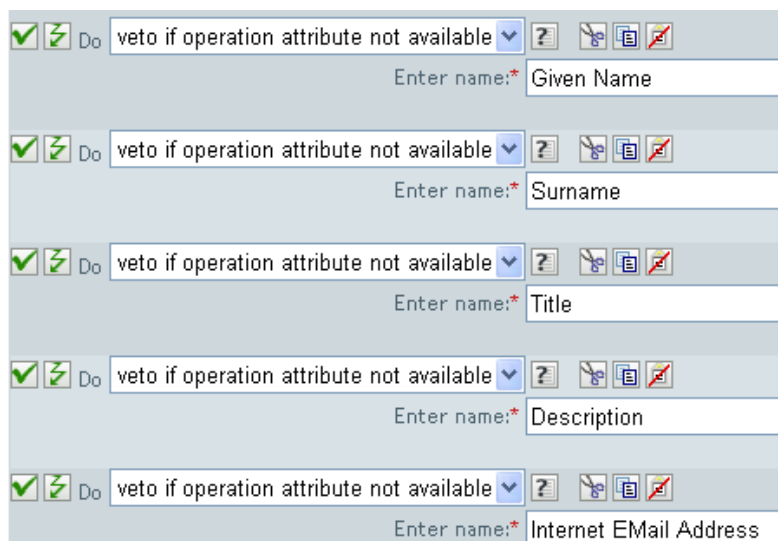 Do veto if operation attribute not available ?
Enter name:* Given Name
Do veto if operation attribute not available ?
Enter name:* Surname
Do veto if operation attribute not available ?
Enter name:* Title
Do veto if operation attribute not available ?
Enter name:* Description
Do veto if operation attribute not available ?
Enter name:* Internet EMail Address